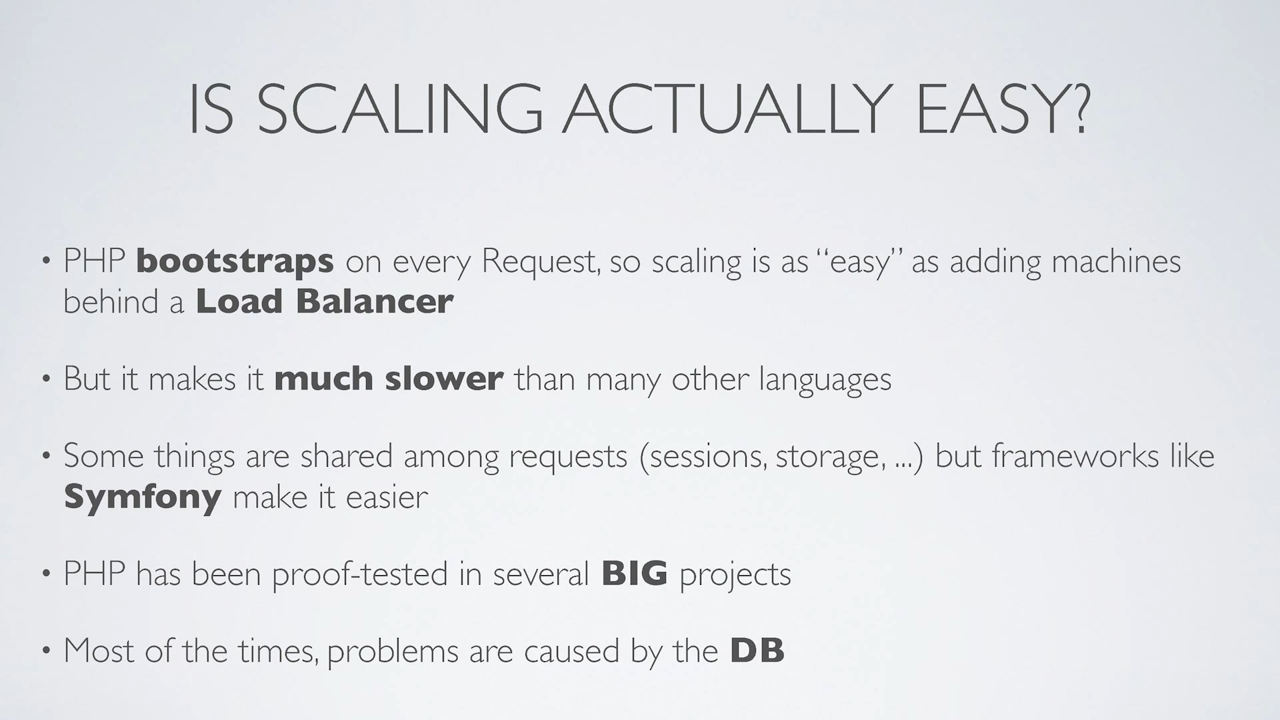 IS SCALING ACTUALLY EASY?
• PHP bootstraps on every Request, so scaling is as “easy” as adding machines
behind a Load Balancer
• But it makes it much slower than many other languages
• Some things are shared among requests (sessions, storage, ...) but frameworks like
Symfony make it easier
• PHP has been proof-tested in several BIG projects
• Most of the times, problems are caused by the DB